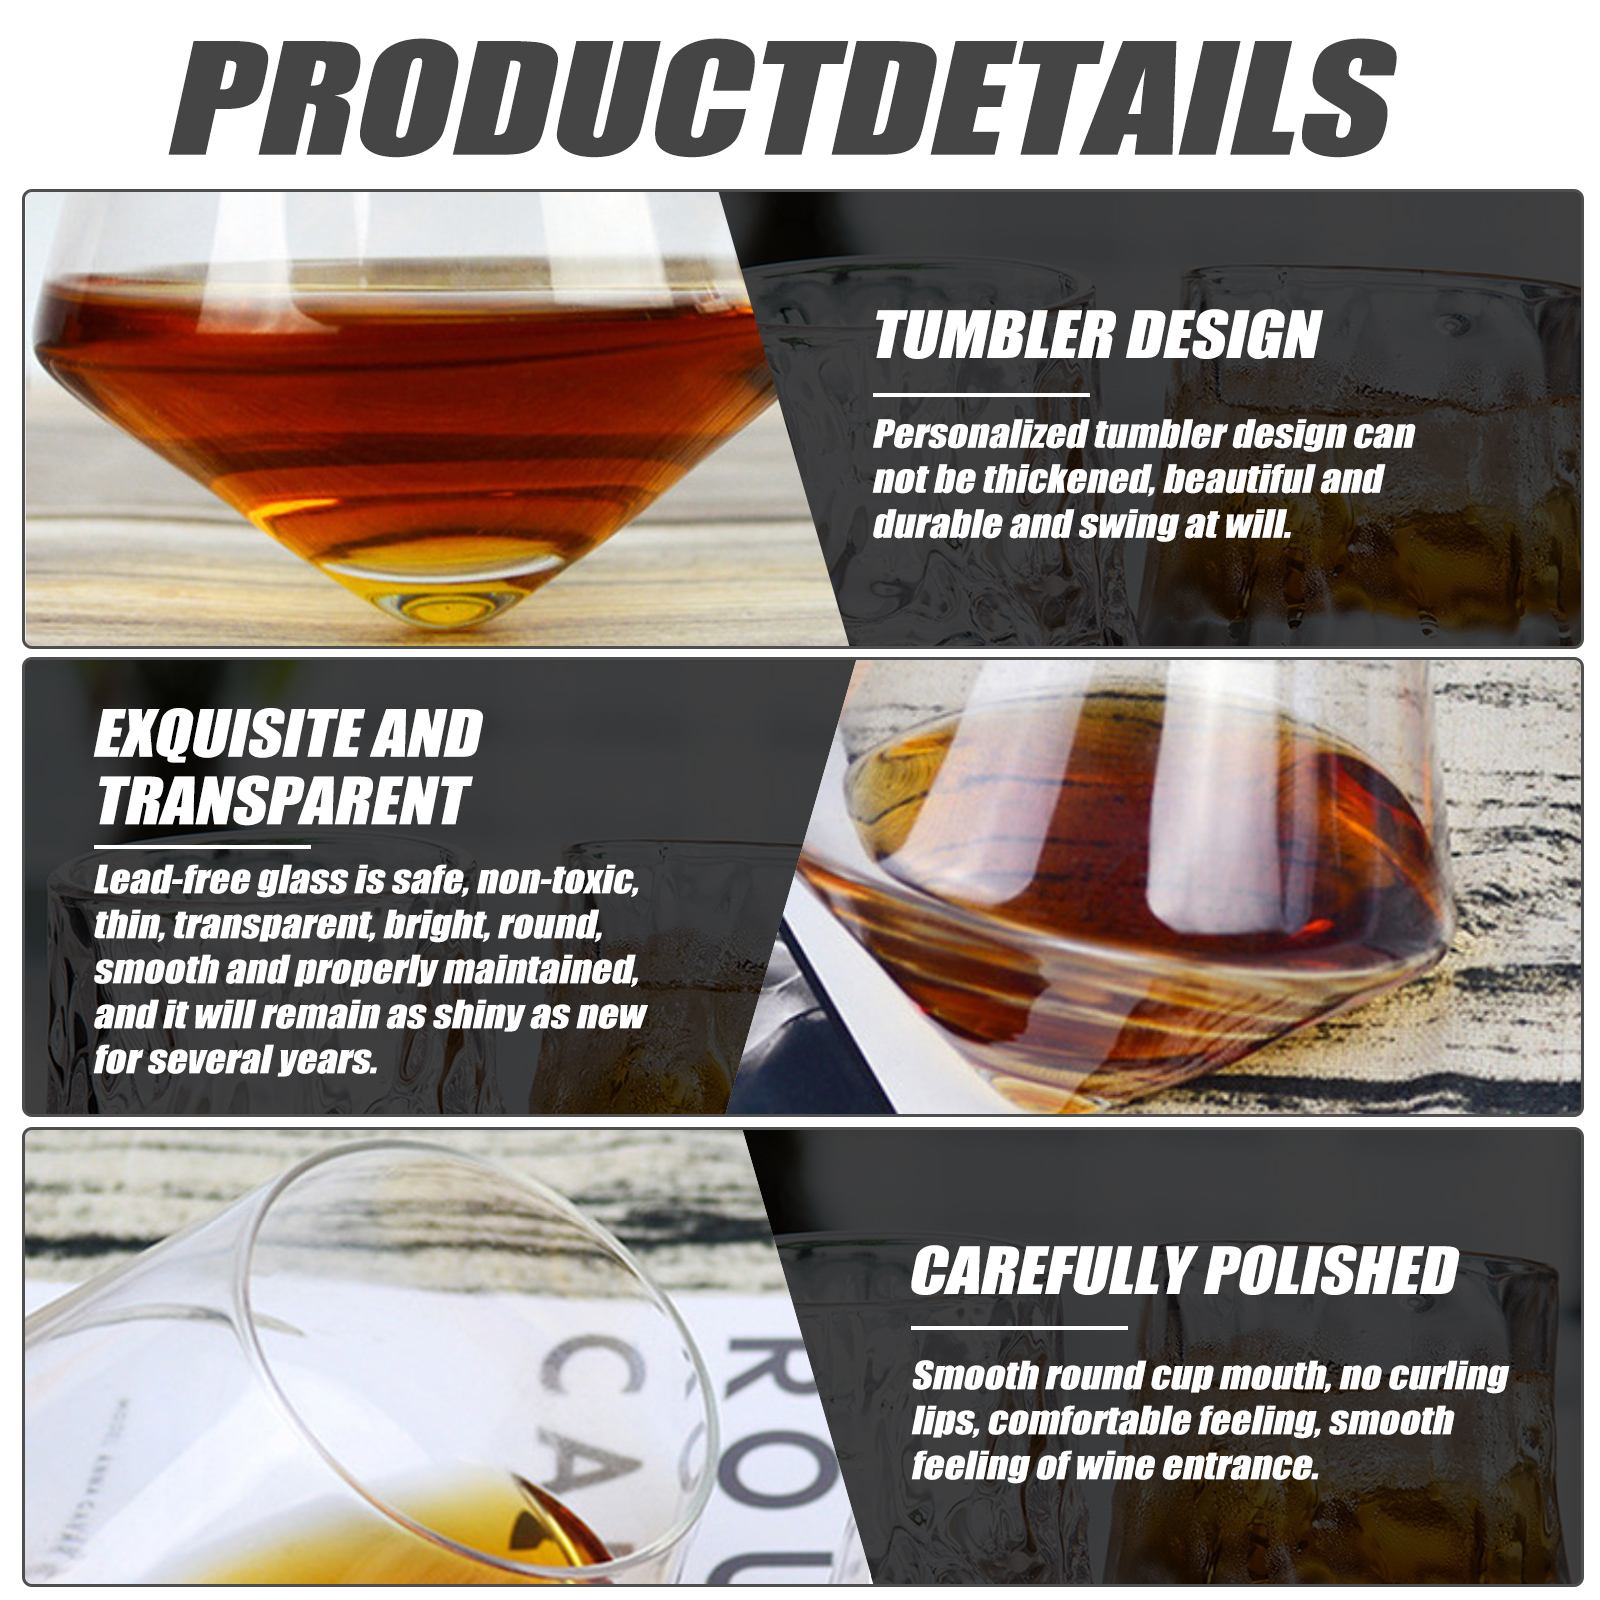 PRODUCTDETAILS
TUMBLER DESIGN
Personalized tumbler design can
not be thickened, beautiful and
durable and swing at will.
EXQUISITE AND
TRANSPARENT
Lead-free glass is safe, non-toxic,
thin, transparent, bright, round,
smooth and properly maintained,
and it will remain as shiny as new
for several years.
CAREFULLY POLISHED
Smooth round cup mouth, no curling
lips, comfortable feeling, smooth
feeling of wine entrance.
ROU
CA